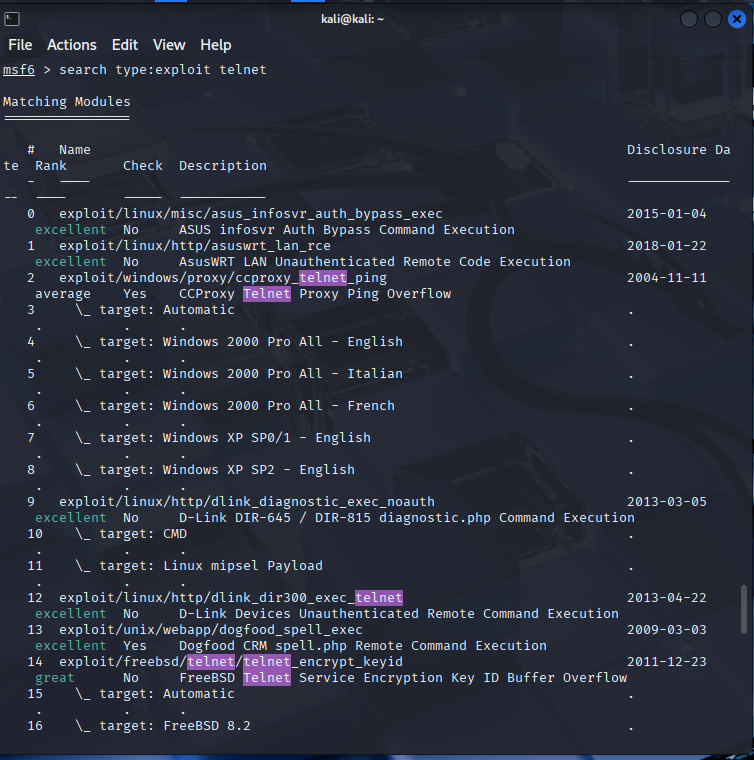 kali@kali: ~
File Actions Edit View Help
msf6 > search type:exploit telnet
Matching Modules
================
# Name Disclosure Da
te Rank Check Description
- ---- -------------
-- ---- ----- -----------
0 exploit/linux/misc/asus_infosvr_auth_bypass_exec 2015-01-04
excellent No ASUS infosvr Auth Bypass Command Execution
1 exploit/linux/http/asuswrt_lan_rce 2018-01-22
excellent No AsusWRT LAN Unauthenticated Remote Code Execution
2 exploit/windows/proxy/ccproxy_telnet_ping 2004-11-11
average Yes CCProxy Telnet Proxy Ping Overflow
3 \_ target: Automatic .
. . .
4 \_ target: Windows 2000 Pro All - English .
. . .
5 \_ target: Windows 2000 Pro All - Italian .
. . .
6 \_ target: Windows 2000 Pro All - French .
. . .
7 \_ target: Windows XP SP0/1 - English .
. . .
8 \_ target: Windows XP SP2 - English .
. . .
9 exploit/linux/http/dlink_diagnostic_exec_noauth 2013-03-05
excellent No D-Link DIR-645 / DIR-815 diagnostic.php Command Execution
10 \_ target: CMD .
. . .
11 \_ target: Linux mipsel Payload .
. . .
12 exploit/linux/http/dlink_dir300_exec_telnet 2013-04-22
excellent No D-Link Devices Unauthenticated Remote Command Execution
13 exploit/unix/webapp/dogfood_spell_exec 2009-03-03
excellent Yes Dogfood CRM spell.php Remote Command Execution
14 exploit/freebsd/telnet/telnet_encrypt_keyid 2011-12-23
great No FreeBSD Telnet Service Encryption Key ID Buffer Overflow
15 \_ target: Automatic .
. . .
16 \_ target: FreeBSD 8.2 .